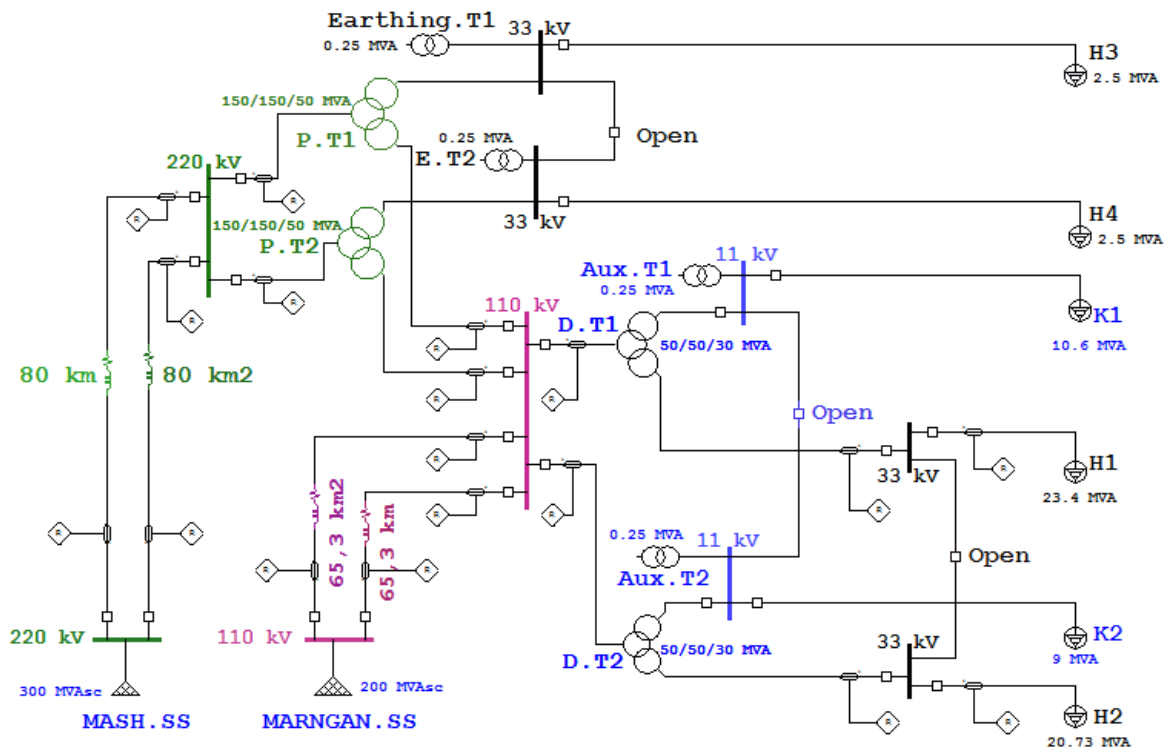 Earthing.T1
33 kV
0.25 MVA
H3
2.5 MVA
150/150/50 MVA
P.T1
0.25 MVA
Open
E.T2
220 kV
R
R
33 kV
H4
2.5 MVA
150/150/50 MVA
P.T2
R
R
11 kV
Aux.T1
0.25 MVA
K1
10.6 MVA
110 kV
D.T1
50/50/30 MVA
R
R
R
80 km
80 km2
Open
R
33 kV
R
H1
23.4 MVA
R
R
R
65,3 km2
65,3 km
R
R
R
R
0.25 MVA
11 kV
Aux.T2
Open
220 kV
110 kV
D.T2
50/50/30 MVA
33 kV
K2
9 MVA
300 MVAsc
MASH.SS
200 MVAsc
MARNGAN.SS
R
R
H2
20.73 MVA